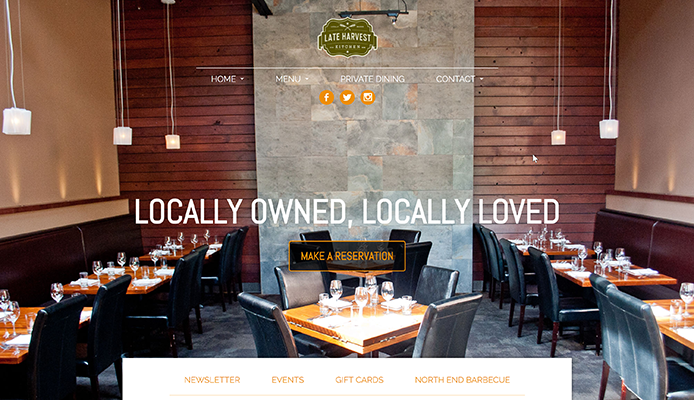 LATE HARVEST
KITCHEN
HOME MENU PRIVATE DINING CONTACT
LOCALLY OWNED, LOCALLY LOVED
MAKE A RESERVATION
NEWSLETTER EVENTS GIFT CARDS NORTH END BARBECUE